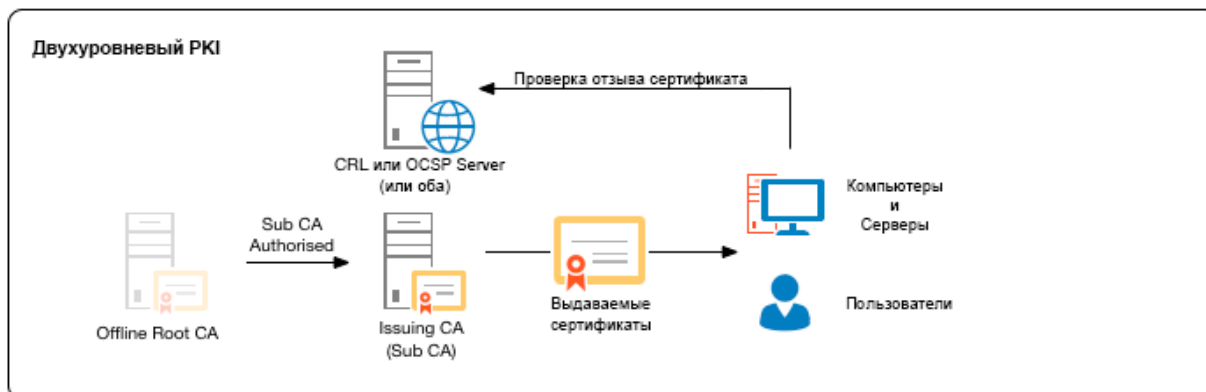 Двухуровневый PKI
Проверка отзыва сертификата
CRL или OCSP Server
(или оба)
Компьютеры
и
Серверы
Sub CA
Authorised
Offline Root CA
Issuing CA
(Sub CA)
Выдаваемые
сертификаты
Пользователи